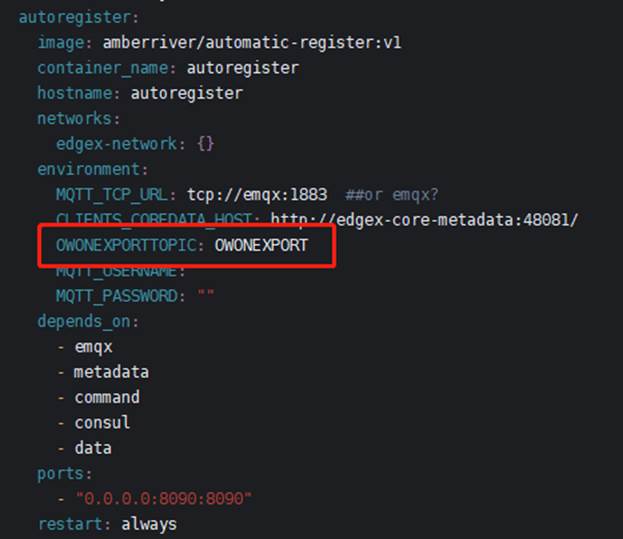 autoregister:
image: amberriver/automatic-register:v1
container_name: autoregister
hostname: autoregister
networks:
edgex-network: {}
environment:
MQTT_TCP_URL: tcp://emqx:1883  ##or emqx?
CLIENTS_COREDATA_HOST: http://edgex-core-metadata:48081/
OWONEXPORTTOPIC: OWONEXPORT
MQTT_USERNAME:
MQTT_PASSWORD: ""
depends_on:
- emqx
- metadata
- command
- consul
- data
ports:
- "0.0.0.0:8090:8090"
restart: always